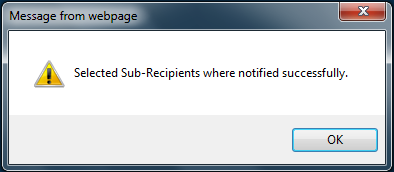 Message from webpage
Selected Sub-Recipients where notified successfully.
OK